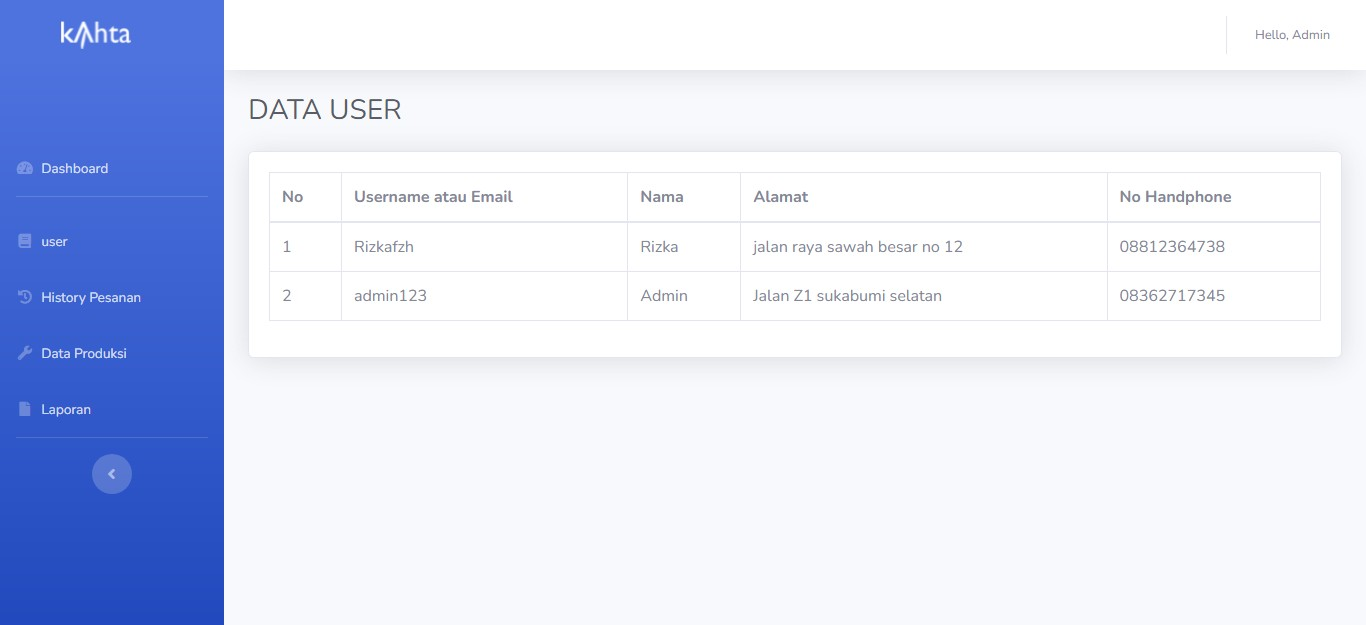 kAhta
Hello, Admin
Dashboard
user
History Pesanan
Data Produksi
Laporan
DATA USER
No Username atau Email Nama Alamat No Handphone
1 Rizkafzh Rizka jalan raya sawah besar no 12 08812364738
2 admin123 Admin Jalan Z1 sukabumi selatan 08362717345